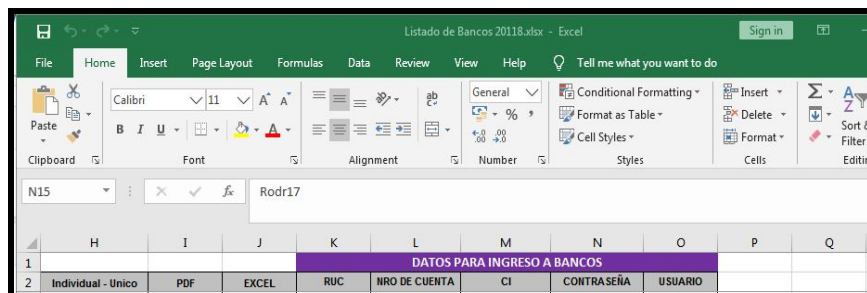 Listado de Bancos 20118.xlsx - Excel
Sign in
File Home Insert Page Layout Formulas Data Review View Help Tell me what you want to do
Paste
Clipboard
Calibri 11 A A
B I U A
Font
ab
Alignment
General
% ,
.00 .00
Number
Conditional Formatting
Format as Table
Cell Styles
Styles
Insert
Delete
Format
Cells
Σ
A
Z
Sort &
Filter
N15 fx Rodr17
H I J K L M N O P Q
1 DATOS PARA INGRESO A BANCOS
2 Individual - Unico PDF EXCEL RUC NRO DE CUENTA CI CONTRASEÑA USUARIO